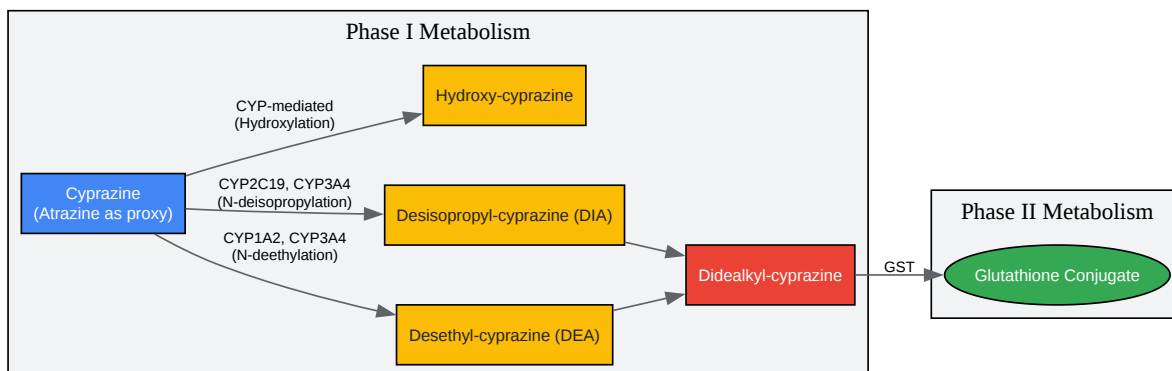 Phase I Metabolism
Hydroxy-cyprazine
CYP-mediated
(Hydroxylation)
Cyprazine
(Atrazine as proxy)
CYP2C19, CYP3A4
(N-deisopropylation)
Desisopropyl-cyprazine (DIA)
CYP1A2, CYP3A4
(N-deethylation)
Desethyl-cyprazine (DEA)
Didealkyl-cyprazine
GST
Phase II Metabolism
Glutathione Conjugate